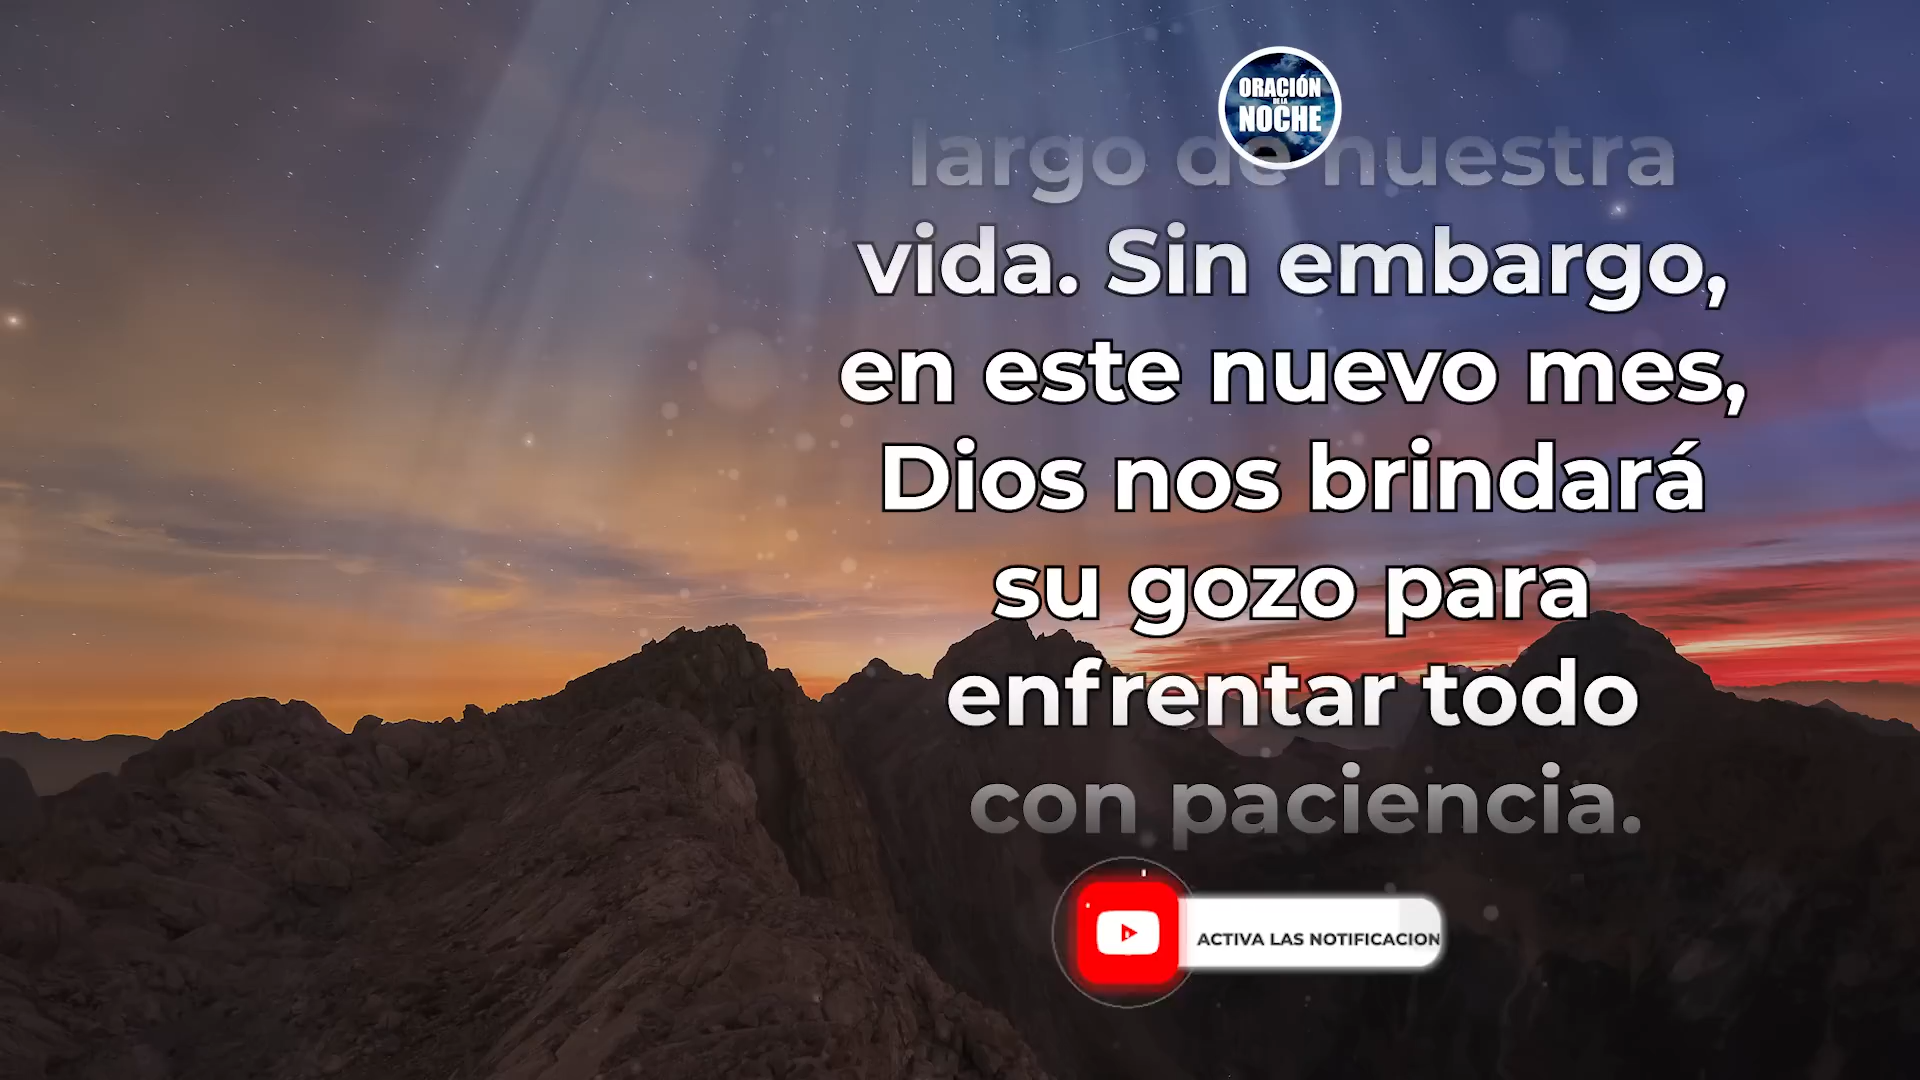 ORACIÓN
DE LA
NOCHE
largo de nuestra
vida. Sin embargo,
en este nuevo mes,
Dios nos brindará
su gozo para
enfrentar todo
con paciencia.
ACTIVA LAS NOTIFICACION